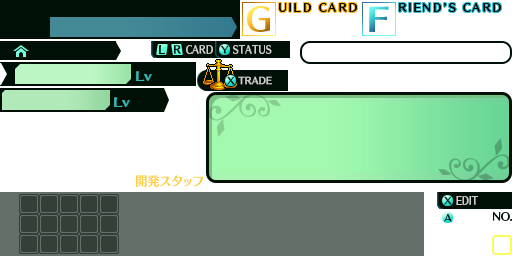 GUILD CARD
FRIEND'S CARD
L R CARD Y STATUS
Lv
X TRADE
Lv
開発スタッフ
X EDIT
A NO.